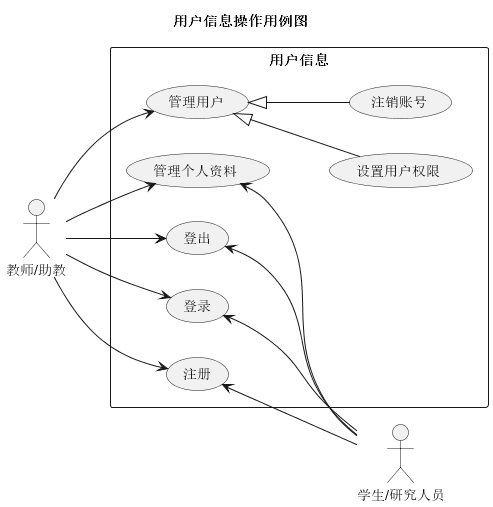 用户信息操作用例图
用户信息
管理用户
注销账号
管理个人资料
设置用户权限
登出
教师/助教
登录
注册
学生/研究人员